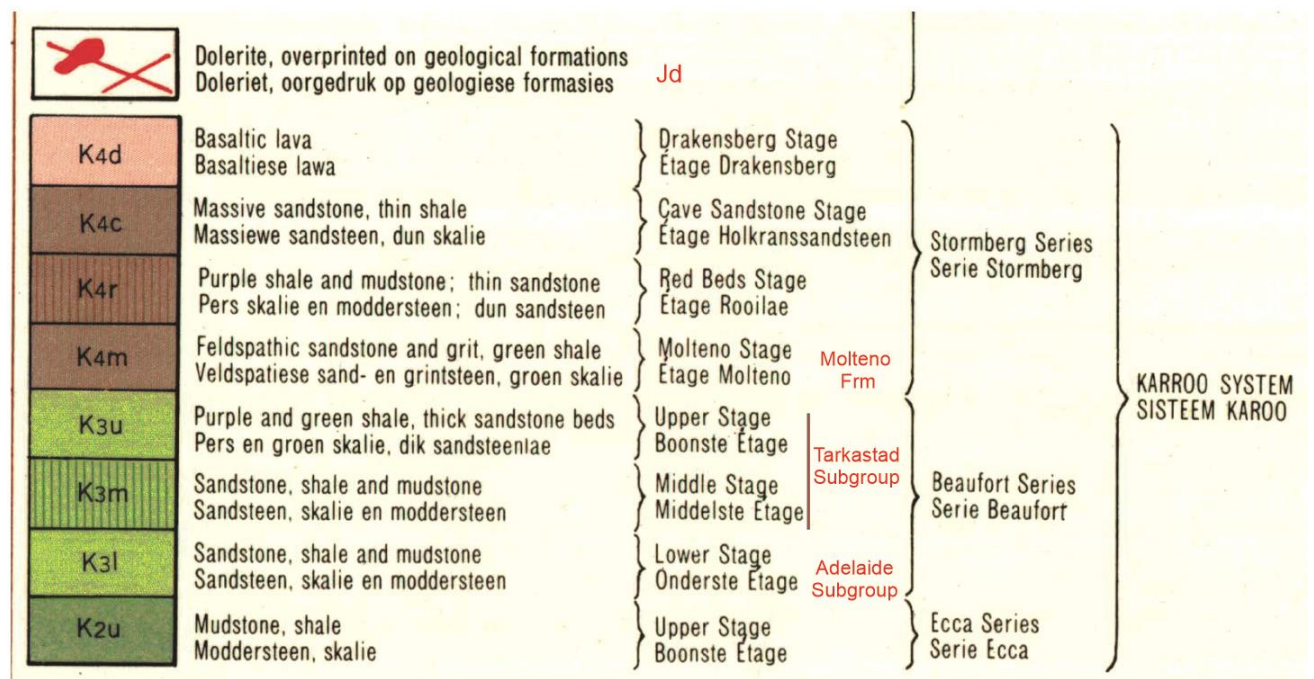 Dolerite, overprinted on geological formations
Doleriet, oorgedruk op geologiese formasies
Jd
K4d
Basaltic lava
Basaltiese lawa
Drakensberg Stage
Étage Drakensberg
K4c
Massive sandstone, thin shale
Massiewe sandsteen, dun skalie
Cave Sandstone Stage
Étage Holkranssandsteen
Stormberg Series
Serie Stormberg
K4r
Purple shale and mudstone; thin sandstone
Pers skalie en moddersteen; dun sandsteen
Red Beds Stage
Étage Rooilae
K4m
Feldspathic sandstone and grit, green shale
Veldspatiese sand- en grintsteen, groen skalie
Molteno Stage
Étage Molteno
Molteno
Frm
KARROO SYSTEM
SISTEEM KAROO
K3u
Purple and green shale, thick sandstone beds
Pers en groen skalie, dik sandsteenlae
Upper Stage
Boonste Étage
Tarkastad
Subgroup
K3m
Sandstone, shale and mudstone
Sandsteen, skalie en moddersteen
Middle Stage
Middelste Étage
Beaufort Series
Serie Beaufort
K3l
Sandstone, shale and mudstone
Sandsteen, skalie en moddersteen
Lower Stage
Onderste Étage
Adelaide
Subgroup
K2u
Mudstone, shale
Moddersteen, skalie
Upper Stage
Boonste Étage
Ecca Series
Serie Ecca